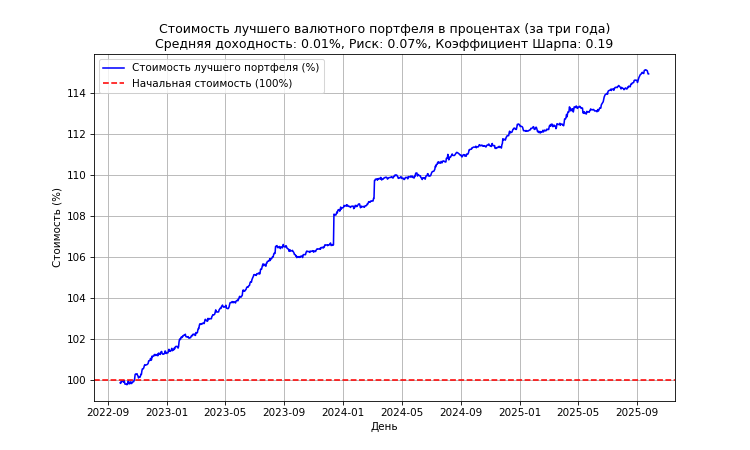 Стоимость лучшего валютного портфеля в процентах (за три года)
Средняя доходность: 0.01%, Риск: 0.07%, Коэффициент Шарпа: 0.19
Стоимость лучшего портфеля (%)
Начальная стоимость (100%)
Стоимость (%)
114
112
110
108
106
104
102
100
2022-09 2023-01 2023-05 2023-09 2024-01 2024-05 2024-09 2025-01 2025-05 2025-09
День